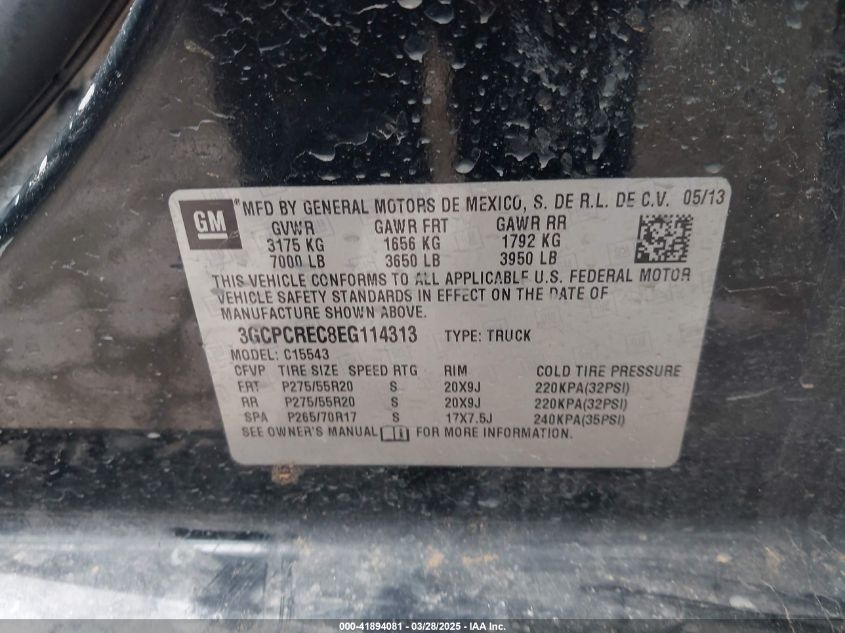 GM ® MFD BY GENERAL MOTORS DE MEXICO, S. DE R.L. DE C.V. 05/13
GVWR GAWR FRT GAWR RR
3175 KG 1656 KG 1792 KG
7000 LB 3650 LB 3950 LB
THIS VEHICLE CONFORMS TO ALL APPLICABLE U.S. FEDERAL MOTOR
VEHICLE SAFETY STANDARDS IN EFFECT ON THE DATE OF
MANUFACTURE SHOWN ABOVE.
3GCPCREC8EG114313 TYPE: TRUCK
MODEL: C15543
CFVP TIRE SIZE SPEED RTG RIM COLD TIRE PRESSURE
FRT P275/55R20 S 20X9J 220KPA(32PSI)
RR P275/55R20 S 20X9J 220KPA(32PSI)
SPA P265/70R17 S 17X7.5J 240KPA(35PSI)
SEE OWNER'S MANUAL FOR MORE INFORMATION.
000-41894081 - 03/28/2025 - IAA Inc.